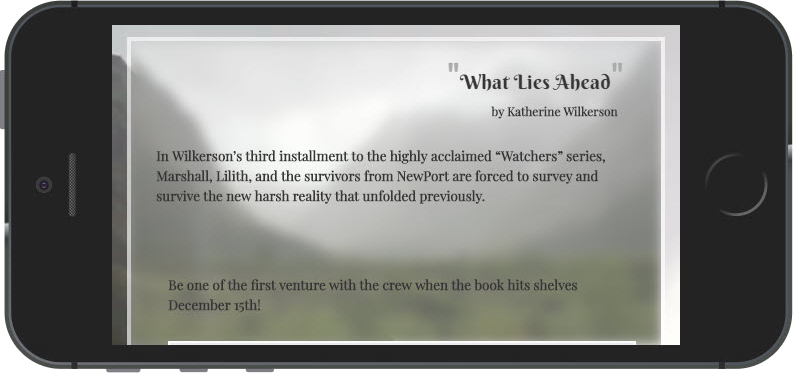 "What Lies Ahead"
by Katherine Wilkerson
In Wilkerson’s third installment to the highly acclaimed “Watchers” series,
Marshall, Lilith, and the survivors from NewPort are forced to survey and
survive the new harsh reality that unfolded previously.
Be one of the first venture with the crew when the book hits shelves
December 15th!